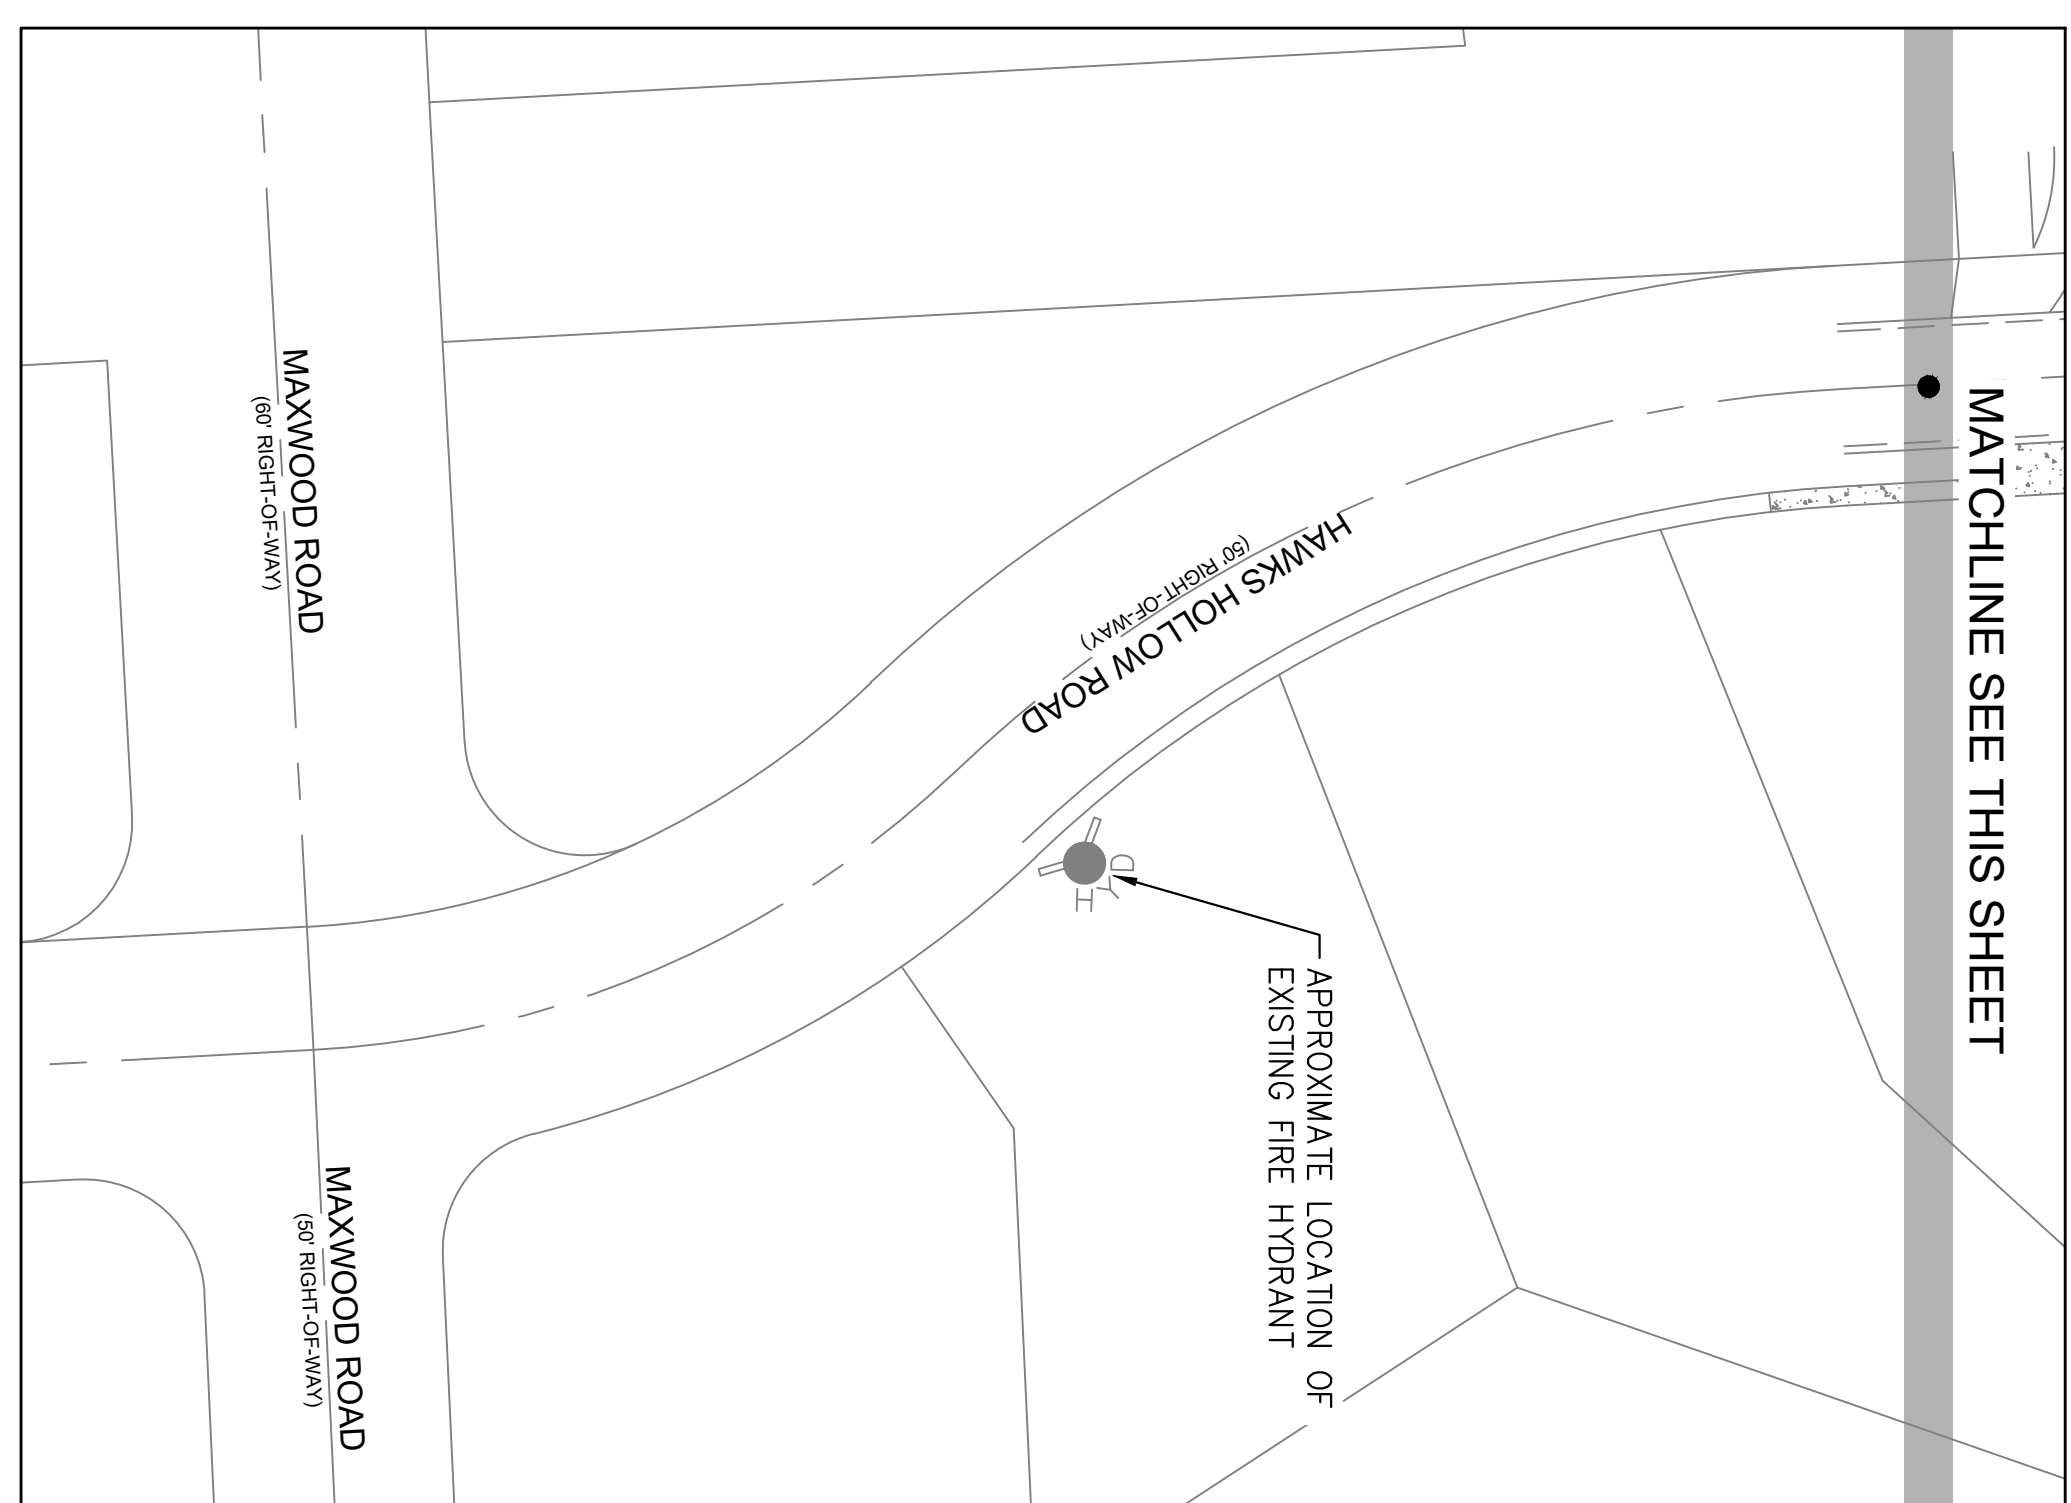 MATCHLINE SEE THIS SHEET
MAXWOOD ROAD
(60' RIGHT-OF-WAY)
HAWKS HOLLOW ROAD
(50' RIGHT-OF-WAY)
HYD
APPROXIMATE LOCATION OF
EXISTING FIRE HYDRANT
MAXWOOD ROAD
(50' RIGHT-OF-WAY)